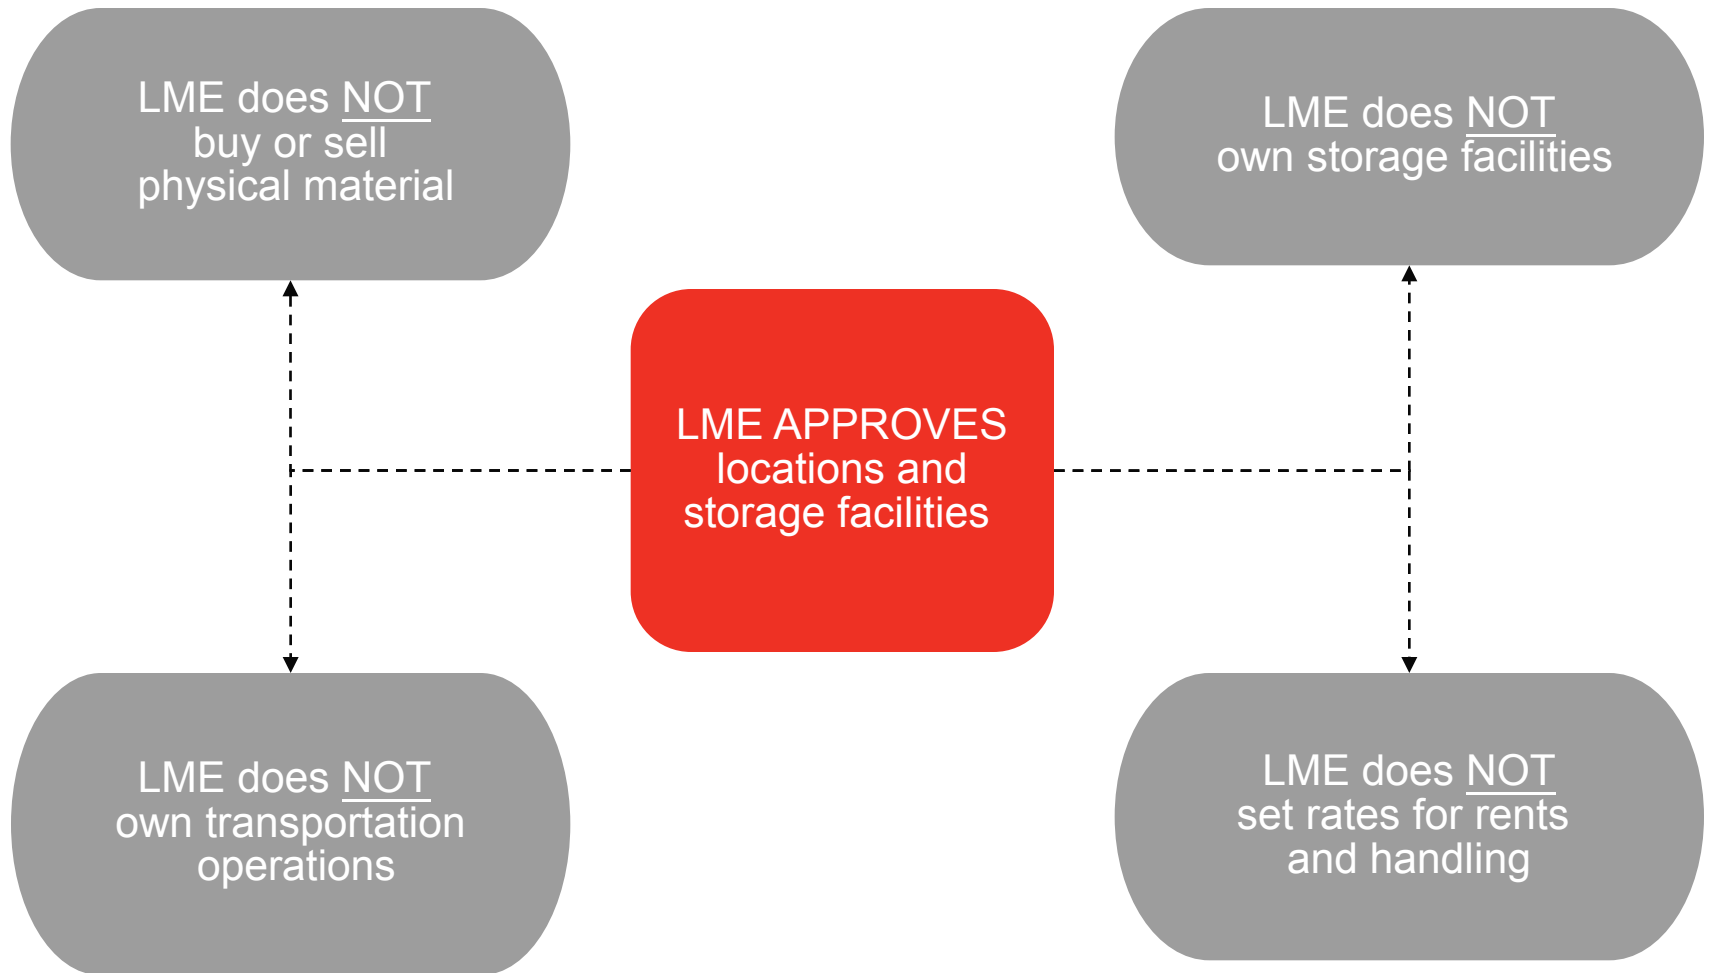 LME does NOT
buy or sell
physical material
LME does NOT
own storage facilities
LME APPROVES
locations and
storage facilities
LME does NOT
own transportation
operations
LME does NOT
set rates for rents
and handling